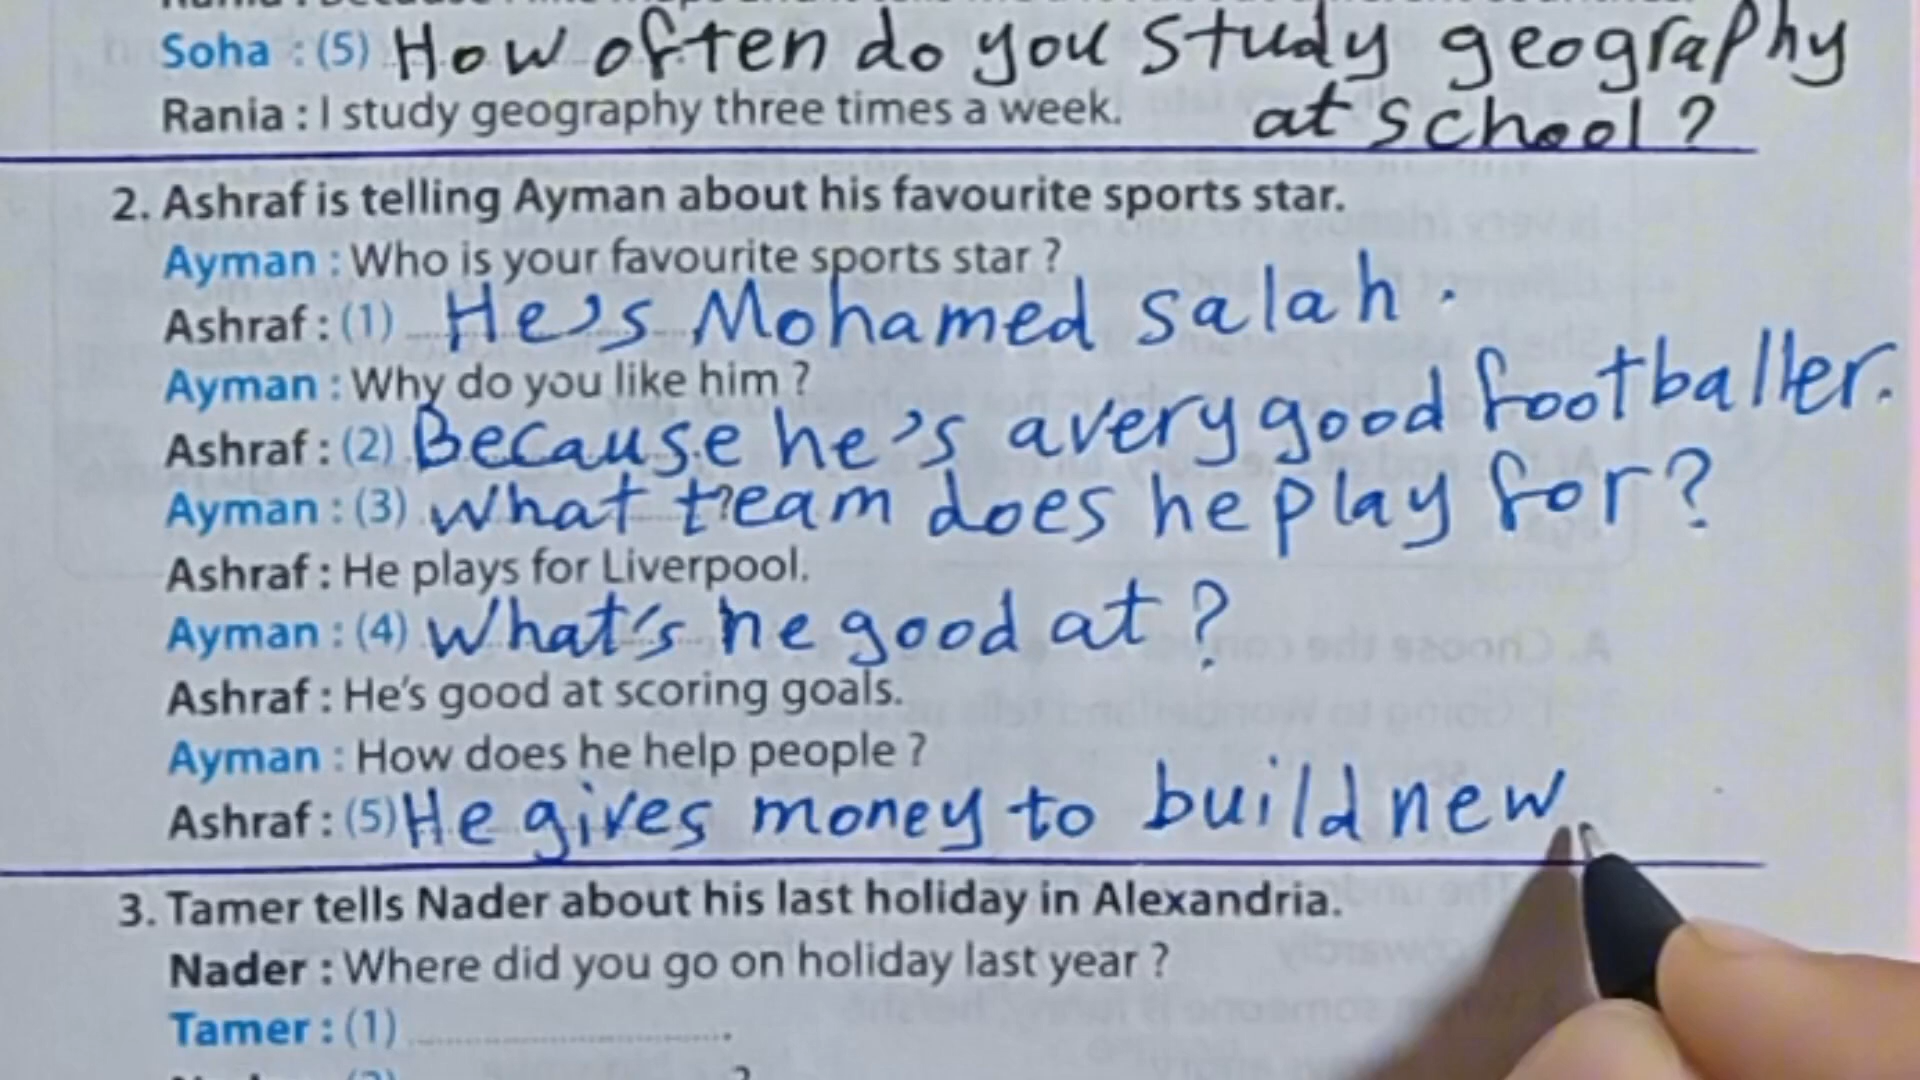 Soha : (5) How often do you study geography
Rania : I study geography three times a week. at school ?
2. Ashraf is telling Ayman about his favourite sports star.
Ayman : Who is your favourite sports star ?
Ashraf : (1) He's Mohamed salah .
Ayman : Why do you like him ?
Ashraf : (2) Because he's a very good footballer.
Ayman : (3) What team does he play for ?
Ashraf : He plays for Liverpool.
Ayman : (4) What's he good at ?
Ashraf : He's good at scoring goals.
Ayman : How does he help people ?
Ashraf : (5) He gives money to build new
3. Tamer tells Nader about his last holiday in Alexandria.
Nader : Where did you go on holiday last year ?
Tamer : (1) .